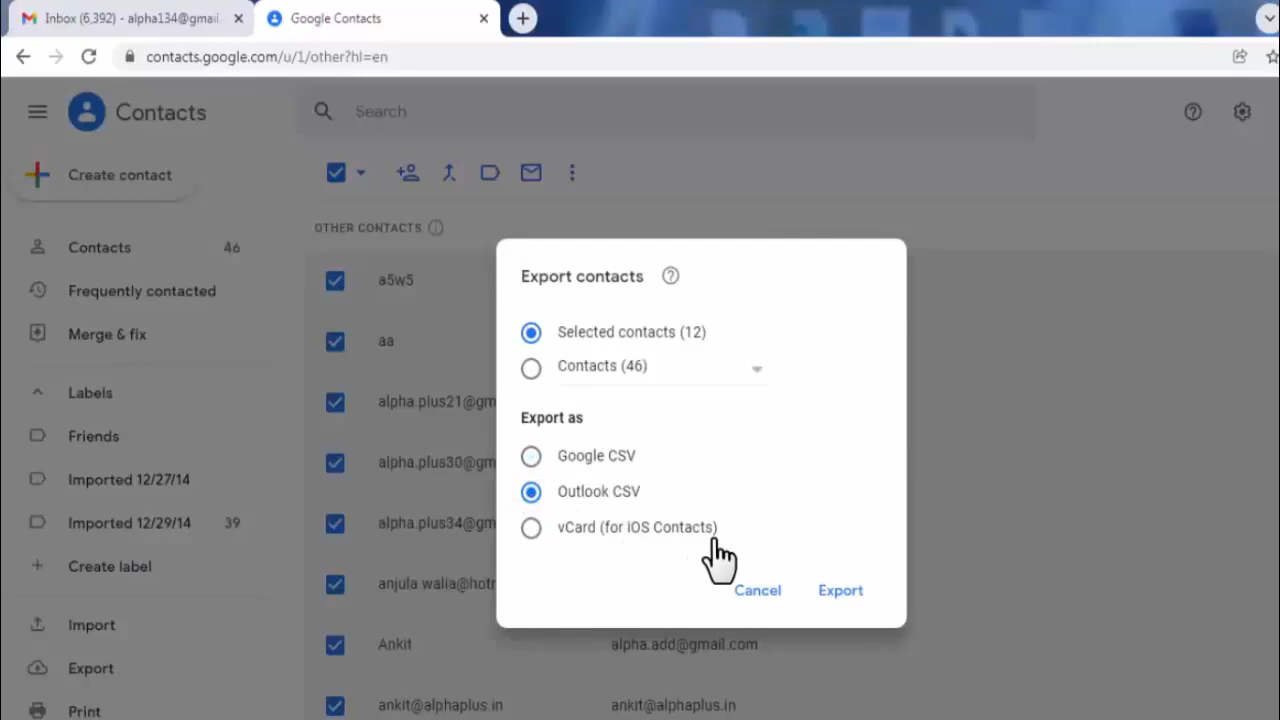 Inbox (6,392) - alpha134@gmail
Google Contacts
contacts.google.com/u/1/other?hl=en
Contacts
Search
Create contact
OTHER CONTACTS
Contacts 46
Frequently contacted
Merge & fix
Labels
Friends
Imported 12/27/14
Imported 12/29/14 39
Create label
Import
Export
Print
a5w5
aa
alpha.plus21@gm
alpha.plus30@gm
alpha.plus34@gm
anjula walia@hotr
Ankit alpha.add@gmail.com
ankit@alphaplus.in ankit@alphaplus.in
Export contacts
Selected contacts (12)
Contacts (46)
Export as
Google CSV
Outlook CSV
vCard (for iOS Contacts)
Cancel Export